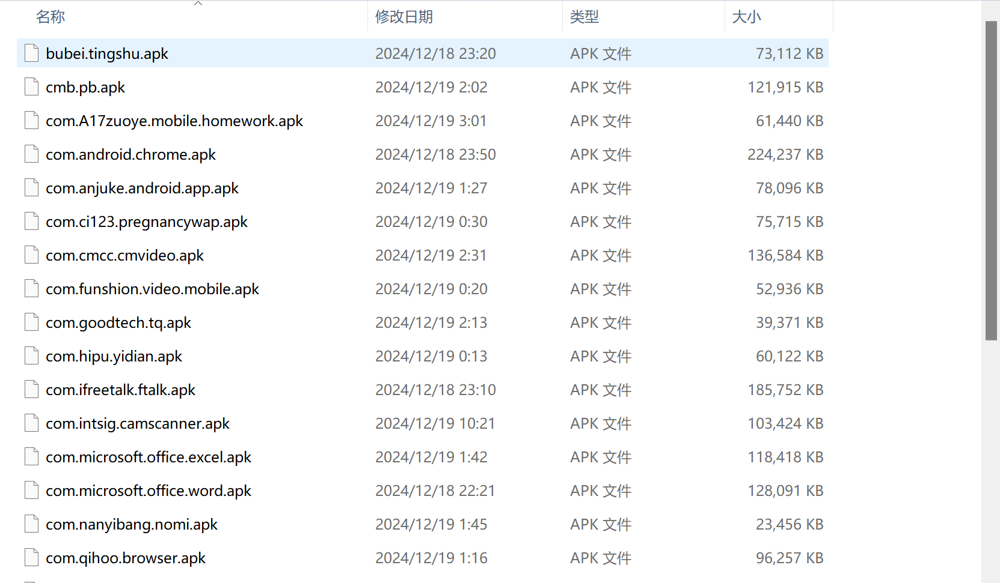 名称 修改日期 类型 大小
bubei.tingshu.apk 2024/12/18 23:20 APK 文件 73,112 KB
cmb.pb.apk 2024/12/19 2:02 APK 文件 121,915 KB
com.A17zuoye.mobile.homework.apk 2024/12/19 3:01 APK 文件 61,440 KB
com.android.chrome.apk 2024/12/18 23:50 APK 文件 224,237 KB
com.anjuke.android.app.apk 2024/12/19 1:27 APK 文件 78,096 KB
com.ci123.pregnancywap.apk 2024/12/19 0:30 APK 文件 75,715 KB
com.cmcc.cmvideo.apk 2024/12/19 2:31 APK 文件 136,584 KB
com.funshion.video.mobile.apk 2024/12/19 0:20 APK 文件 52,936 KB
com.goodtech.tq.apk 2024/12/19 2:13 APK 文件 39,371 KB
com.hipu.yidian.apk 2024/12/19 0:13 APK 文件 60,122 KB
com.ifreetalk.ftalk.apk 2024/12/18 23:10 APK 文件 185,752 KB
com.intsig.camscanner.apk 2024/12/19 10:21 APK 文件 103,424 KB
com.microsoft.office.excel.apk 2024/12/19 1:42 APK 文件 118,418 KB
com.microsoft.office.word.apk 2024/12/18 22:21 APK 文件 128,091 KB
com.nanyibang.nomi.apk 2024/12/19 1:45 APK 文件 23,456 KB
com.qihoo.browser.apk 2024/12/19 1:16 APK 文件 96,257 KB